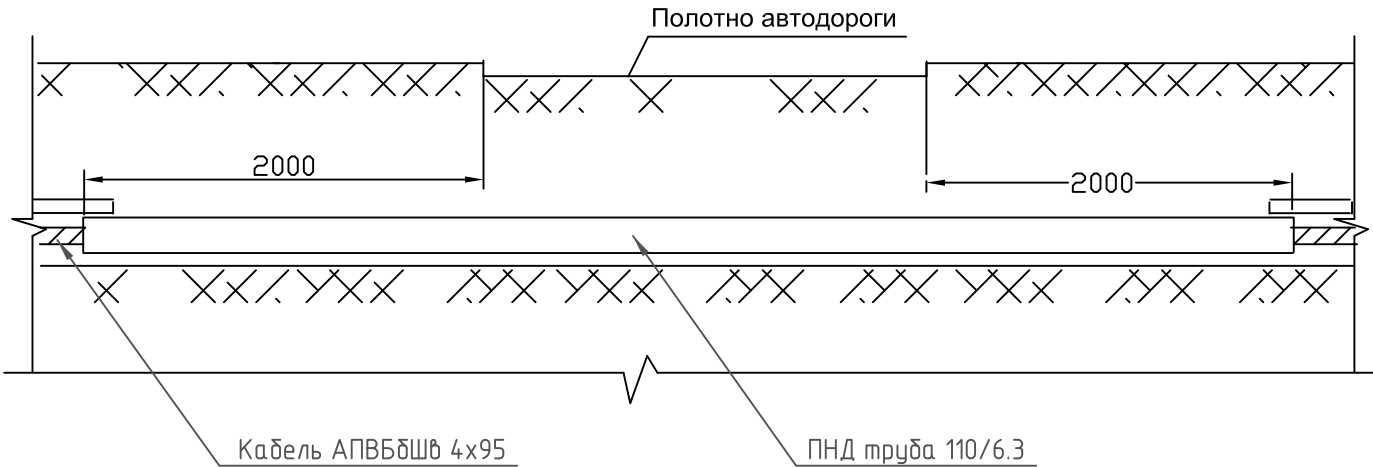 Полотно автодороги
2000
2000
Кабель АПВБбШв 4х95
ПНД труба 110/6.3